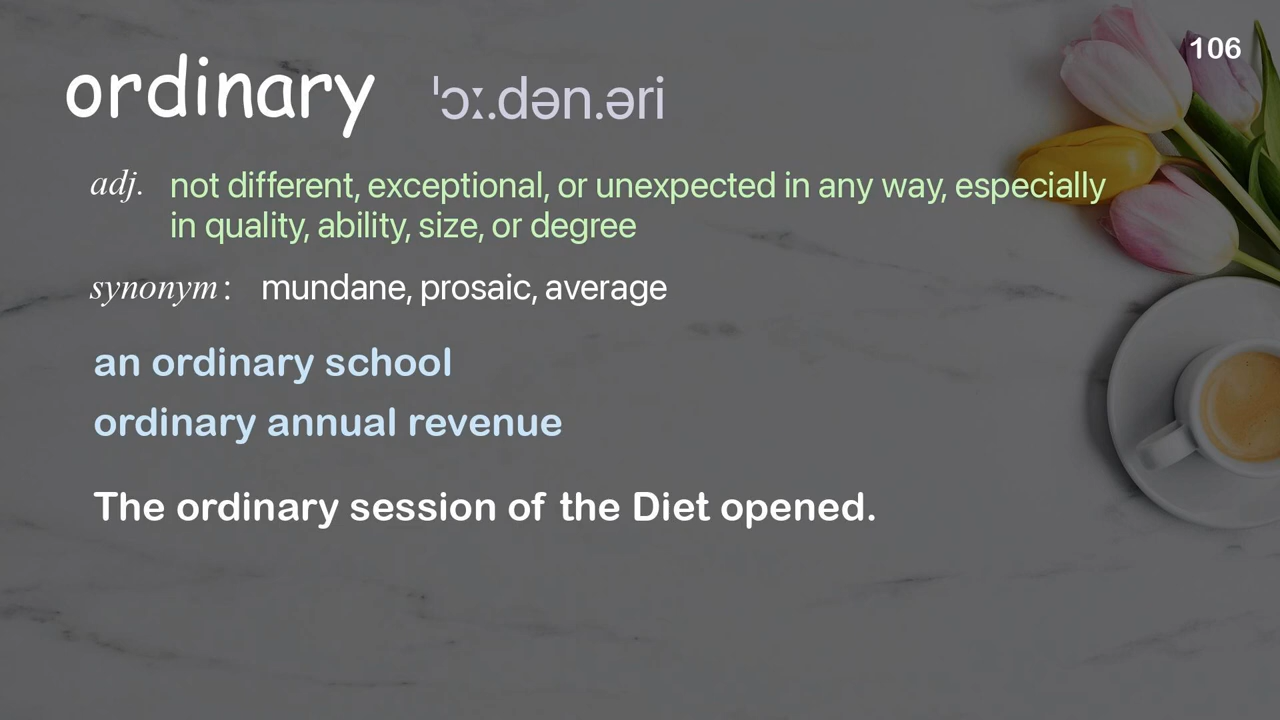 106
ordinary ˈɔː.dən.əri
adj. not different, exceptional, or unexpected in any way, especially
in quality, ability, size, or degree
synonym: mundane, prosaic, average
an ordinary school
ordinary annual revenue
The ordinary session of the Diet opened.